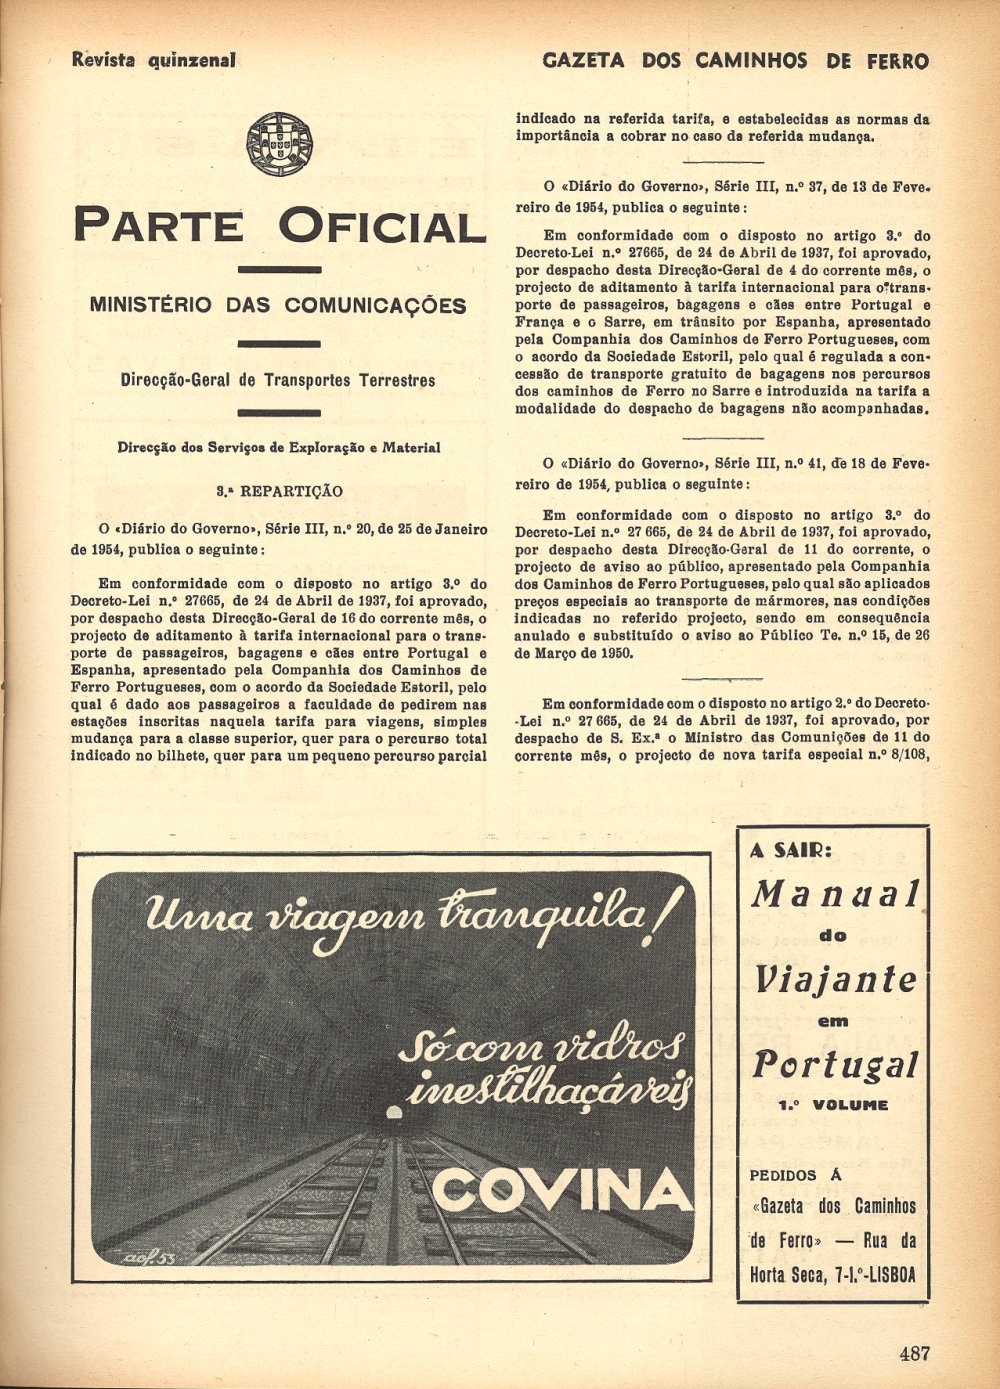 Revista quinzenal
GAZETA DOS CAMINHOS DE FERRO
PARTE OFICIAL
MINISTÉRIO DAS COMUNICAÇÕES
Direcção-Geral de Transportes Terrestres
Direcção dos Serviços de Exploração e Material
3.ª REPARTIÇÃO
O «Diário do Governo», Série III, n.º 20, de 25 de Janeiro
de 1954, publica o seguinte:
Em conformidade com o disposto no artigo 3.º do
Decreto-Lei n.º 27665, de 24 de Abril de 1937, foi aprovado,
por despacho desta Direcção-Geral de 16 do corrente mês, o
projecto de aditamento à tarifa internacional para o trans-
porte de passageiros, bagagens e cães entre Portugal e
Espanha, apresentado pela Companhia dos Caminhos de
Ferro Portugueses, com o acordo da Sociedade Estoril, pelo
qual é dado aos passageiros a faculdade de pedirem nas
estações inscritas naquela tarifa para viagens, simples
mudança para a classe superior, quer para o percurso total
indicado no bilhete, quer para um pequeno percurso parcial
indicado na referida tarifa, e estabelecidas as normas da
importância a cobrar no caso da referida mudança.
O «Diário do Governo», Série III, n.º 37, de 13 de Feve-
reiro de 1954, publica o seguinte:
Em conformidade com o disposto no artigo 3.º do
Decreto-Lei n.º 27665, de 24 de Abril de 1937, foi aprovado,
por despacho desta Direcção-Geral de 4 do corrente mês, o
projecto de aditamento à tarifa internacional para o trans-
porte de passageiros, bagagens e cães entre Portugal e
França e o Sarre, em trânsito por Espanha, apresentado
pela Companhia dos Caminhos de Ferro Portugueses, com
o acordo da Sociedade Estoril, pelo qual é regulada a con-
cessão de transporte gratuito de bagagens nos percursos
dos caminhos de Ferro no Sarre e introduzida na tarifa a
modalidade do despacho de bagagens não acompanhadas.
O «Diário do Governo», Série III, n.º 41, de 18 de Feve-
reiro de 1954, publica o seguinte:
Em conformidade com o disposto no artigo 3.º do
Decreto-Lei n.º 27 665, de 24 de Abril de 1937, foi aprovado,
por despacho desta Direcção-Geral de 11 do corrente, o
projecto de aviso ao público, apresentado pela Companhia
dos Caminhos de Ferro Portugueses, pelo qual são aplicados
preços especiais ao transporte de mármores, nas condições
indicadas no referido projecto, sendo em consequência
anulado e substituído o aviso ao Público Te. n.º 15, de 26
de Março de 1950.
Em conformidade com o disposto no artigo 2.º do Decreto-
-Lei n.º 27 665, de 24 de Abril de 1937, foi aprovado, por
despacho de S. Ex.ª o Ministro das Comunições de 11 do
corrente mês, o projecto de nova tarifa especial n.º 8/108,
Uma viagem tranquila!
Só com vidros
inestilhaçáveis
COVINA
aof. 53
A SAIR:
Manual
do
Viajante
em
Portugal
1.º VOLUME
PEDIDOS Á
«Gazeta dos Caminhos
de Ferro» — Rua da
Horta Seca, 7-1.º-LISBOA
487